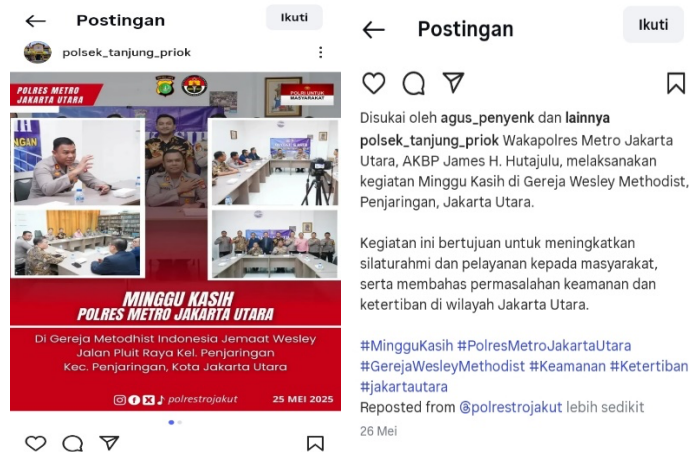 Postingan
Ikuti
polsek_tanjung_priok
POLRES METRO
JAKARTA UTARA
POLRI UNTUK
MASYARAKAT
MINGGU KASIH
POLRES METRO JAKARTA UTARA
Di Gereja Metodhist Indonesia Jemaat Wesley
Jalan Pluit Raya Kel. Penjaringan
Kec. Penjaringan, Kota Jakarta Utara
polrestrojakut
25 MEI 2025
Postingan
Ikuti
Disukai oleh agus_penyenk dan lainnya
polsek_tanjung_priok Wakapolres Metro Jakarta
Utara, AKBP James H. Hutajulu, melaksanakan
kegiatan Minggu Kasih di Gereja Wesley Methodist,
Penjaringan, Jakarta Utara.
Kegiatan ini bertujuan untuk meningkatkan
silaturahmi dan pelayanan kepada masyarakat,
serta membahas permasalahan keamanan dan
ketertiban di wilayah Jakarta Utara.
#MingguKasih #PolresMetroJakartaUtara
#GerejaWesleyMethodist #Keamanan #Ketertiban
#jakartautara
Reposted from @polrestrojakut lebih sedikit
26 Mei